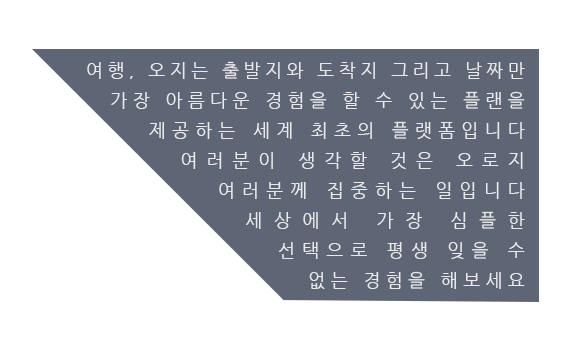 여행, 오지는 출발지와 도착지 그리고 날짜만
가장 아름다운 경험을 할 수 있는 플랜을
제공하는 세계 최초의 플랫폼입니다
여러분이 생각할 것은 오로지
여러분께 집중하는 일입니다
세상에서 가장 심플한
선택으로 평생 잊을 수
없는 경험을 해보세요